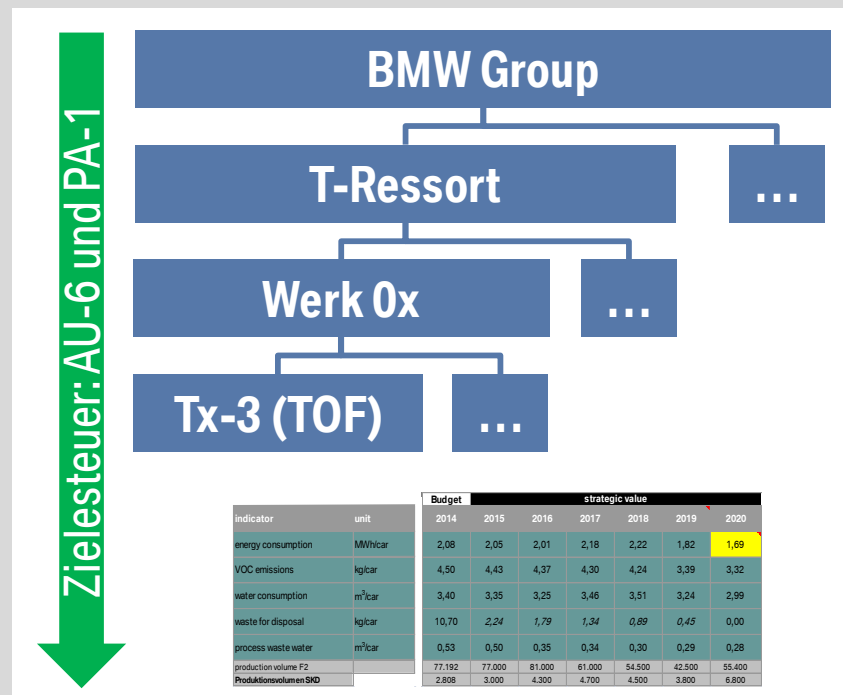 Zielesteuer: AU-6 und PA-1
BMW Group
T-Ressort
...
Werk 0x
...
Tx-3 (TOF)
...
Budget strategic value
indicator unit 2014 2015 2016 2017 2018 2019 2020
energy consumption MWh/car 2,08 2,05 2,01 2,18 2,22 1,82 1,69
VOC emissions kg/car 4,50 4,43 4,37 4,30 4,24 3,39 3,32
water consumption m³/car 3,40 3,35 3,25 3,46 3,51 3,24 2,99
waste for disposal kg/car 10,70 2,24 1,79 1,34 0,89 0,45 0,00
process waste water m³/car 0,53 0,50 0,35 0,34 0,30 0,29 0,28
production volume F2 77.192 77.000 81.000 61.000 54.500 42.500 55.400
Produktionsvolumen SKD 2.808 3.000 4.300 4.700 4.500 3.800 6.800